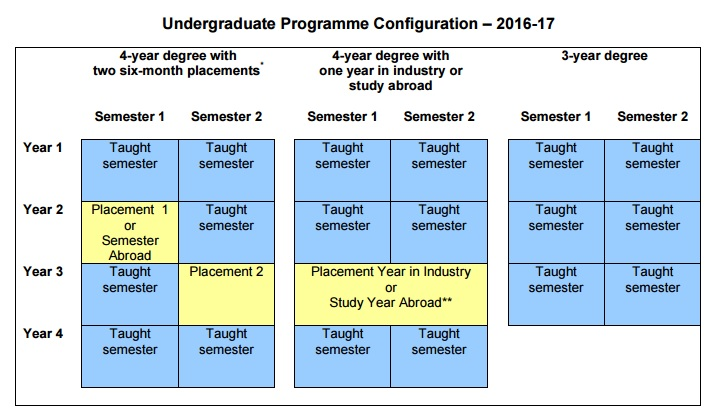 Undergraduate Programme Configuration – 2016-17
4-year degree with
two six-month placements*
4-year degree with
one year in industry or
study abroad
3-year degree
Semester 1 Semester 2 Semester 1 Semester 2 Semester 1 Semester 2
Year 1
Taught
semester
Taught
semester
Taught
semester
Taught
semester
Taught
semester
Taught
semester
Year 2
Placement 1
or
Semester
Abroad
Taught
semester
Taught
semester
Taught
semester
Taught
semester
Taught
semester
Year 3
Taught
semester
Placement 2
Placement Year in Industry
or
Study Year Abroad**
Taught
semester
Taught
semester
Year 4
Taught
semester
Taught
semester
Taught
semester
Taught
semester